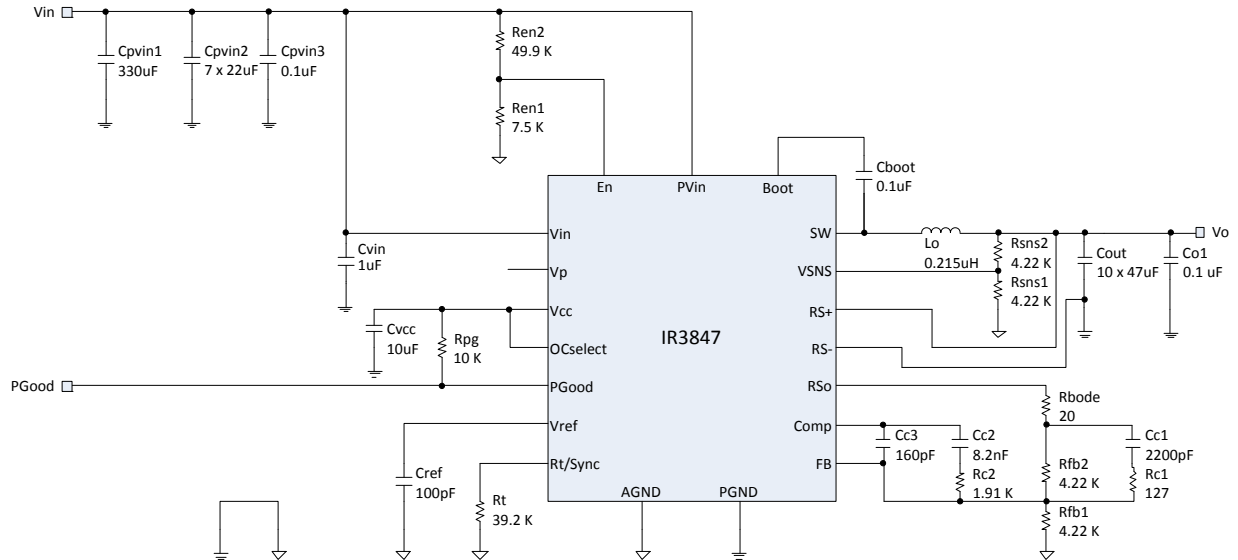 Vin
Cpvin1
330uF
Cpvin2
7 x 22uF
Cpvin3
0.1uF
Ren2
49.9 K
Ren1
7.5 K
Cboot
0.1uF
En
PVin
Boot
Vin
Vp
Vcc
OCselect
PGood
Vref
Rt/Sync
AGND
PGND
IR3847
SW
VSNS
RS+
RS-
RSo
Comp
FB
Cvin
1uF
Cvcc
10uF
Rpg
10 K
PGood
Cref
100pF
Rt
39.2 K
Lo
0.215uH
Rsns2
4.22 K
Rsns1
4.22 K
Cout
10 x 47uF
Co1
0.1 uF
Vo
Rbode
20
Cc3
160pF
Cc2
8.2nF
Rc2
1.91 K
Rfb2
4.22 K
Cc1
2200pF
Rc1
127
Rfb1
4.22 K